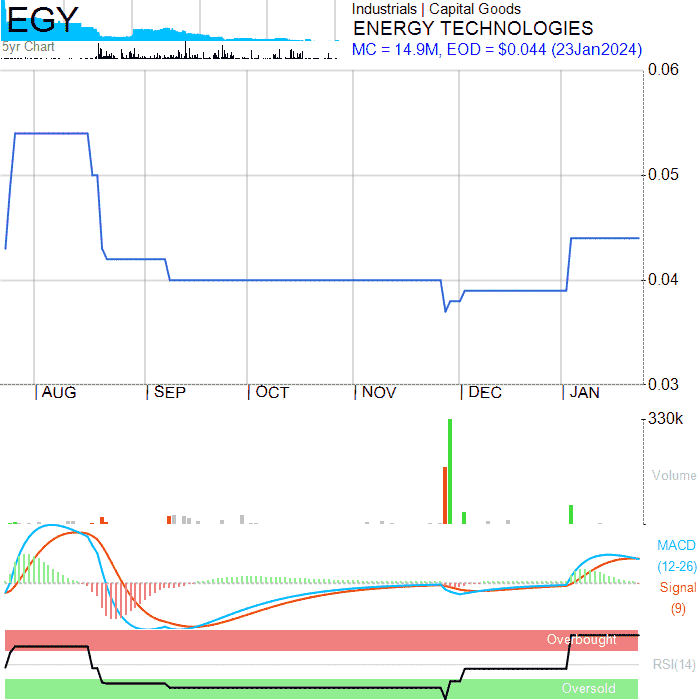 EGY
5yr Chart
Industrials | Capital Goods
ENERGY TECHNOLOGIES
MC = 14.9M, EOD = $0.044 (23Jan2024)
0.06
0.05
0.04
0.03
|AUG |SEP |OCT |NOV |DEC |JAN
330k
Volume
MACD
(12-26)
Signal
(9)
Overbought
RSI(14)
Oversold